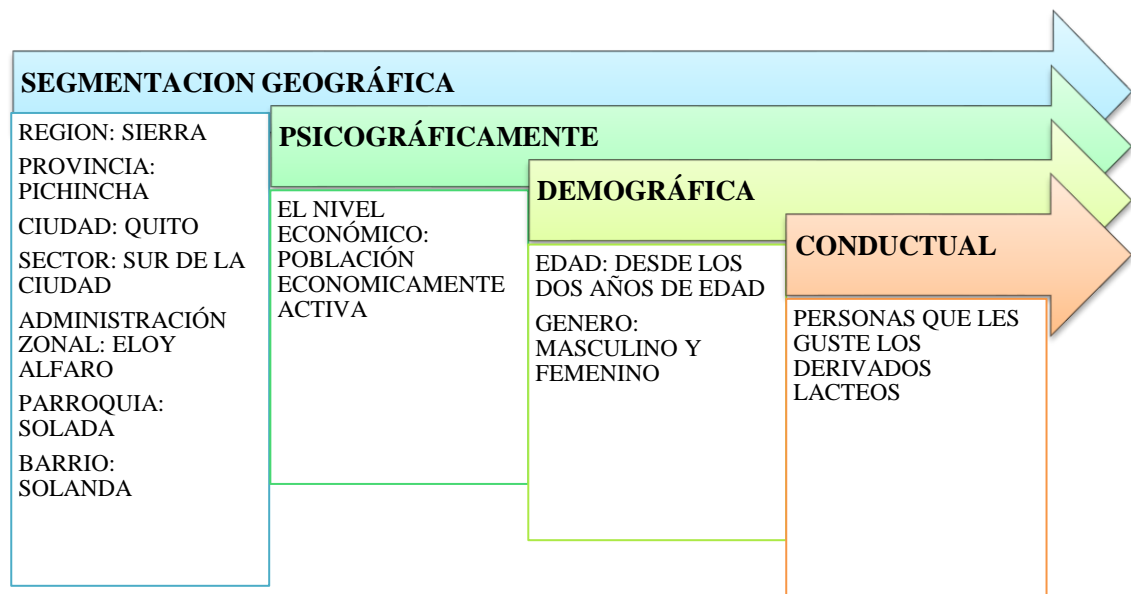 SEGMENTACION GEOGRÁFICA
REGION: SIERRA
PROVINCIA:
PICHINCHA
CIUDAD: QUITO
SECTOR: SUR DE LA
CIUDAD
ADMINISTRACIÓN
ZONAL: ELOY
ALFARO
PARROQUIA:
SOLADA
BARRIO:
SOLANDA
PSICOGRÁFICAMENTE
EL NIVEL
ECONÓMICO:
POBLACIÓN
ECONOMICAMENTE
ACTIVA
DEMOGRÁFICA
EDAD: DESDE LOS
DOS AÑOS DE EDAD
GENERO:
MASCULINO Y
FEMENINO
CONDUCTUAL
PERSONAS QUE LES
GUSTE LOS
DERIVADOS
LACTEOS